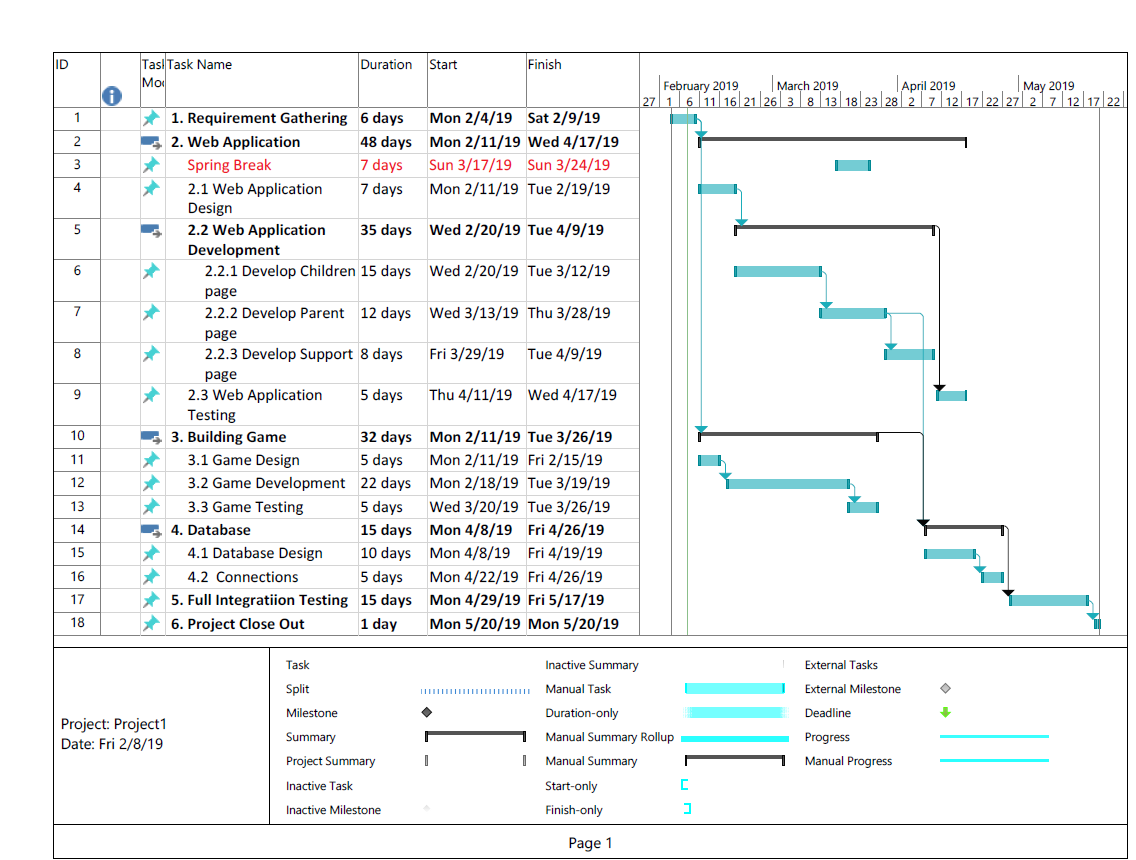 ID Task Mode Task Name Duration Start Finish
February 2019 March 2019 April 2019 May 2019
27 1 6 11 16 21 26 3 8 13 18 23 28 2 7 12 17 22 27 2 7 12 17 22
1 1. Requirement Gathering 6 days Mon 2/4/19 Sat 2/9/19
2 2. Web Application 48 days Mon 2/11/19 Wed 4/17/19
3 Spring Break 7 days Sun 3/17/19 Sun 3/24/19
4 2.1 Web Application 7 days Mon 2/11/19 Tue 2/19/19
Design
5 2.2 Web Application 35 days Wed 2/20/19 Tue 4/9/19
Development
6 2.2.1 Develop Children 15 days Wed 2/20/19 Tue 3/12/19
page
7 2.2.2 Develop Parent 12 days Wed 3/13/19 Thu 3/28/19
page
8 2.2.3 Develop Support 8 days Fri 3/29/19 Tue 4/9/19
page
9 2.3 Web Application 5 days Thu 4/11/19 Wed 4/17/19
Testing
10 3. Building Game 32 days Mon 2/11/19 Tue 3/26/19
11 3.1 Game Design 5 days Mon 2/11/19 Fri 2/15/19
12 3.2 Game Development 22 days Mon 2/18/19 Tue 3/19/19
13 3.3 Game Testing 5 days Wed 3/20/19 Tue 3/26/19
14 4. Database 15 days Mon 4/8/19 Fri 4/26/19
15 4.1 Database Design 10 days Mon 4/8/19 Fri 4/19/19
16 4.2 Connections 5 days Mon 4/22/19 Fri 4/26/19
17 5. Full Integratiion Testing 15 days Mon 4/29/19 Fri 5/17/19
18 6. Project Close Out 1 day Mon 5/20/19 Mon 5/20/19
Project: Project1
Date: Fri 2/8/19
Task
Split
Milestone
Summary
Project Summary
Inactive Task
Inactive Milestone
Inactive Summary
Manual Task
Duration-only
Manual Summary Rollup
Manual Summary
Start-only
Finish-only
External Tasks
External Milestone
Deadline
Progress
Manual Progress
Page 1